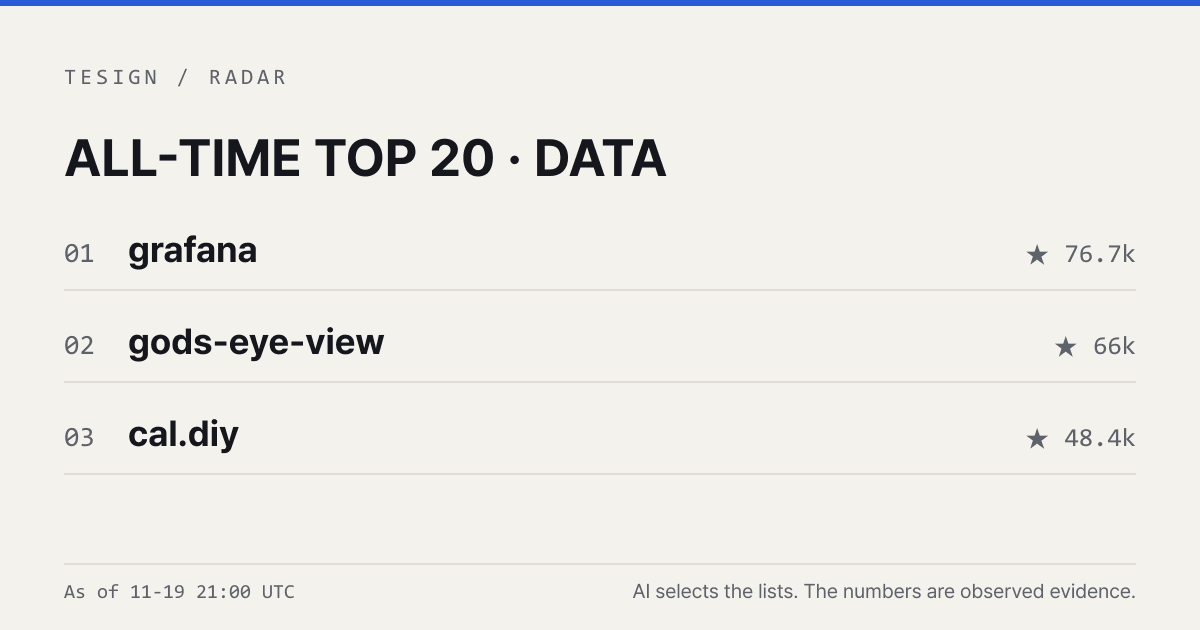 TESIGN / RADAR
ALL-TIME TOP 20 · DATA
01 grafana ★ 76.7k
02 gods-eye-view ★ 66k
03 cal.diy ★ 48.4k
As of 11-19 21:00 UTC AI selects the lists. The numbers are observed evidence.